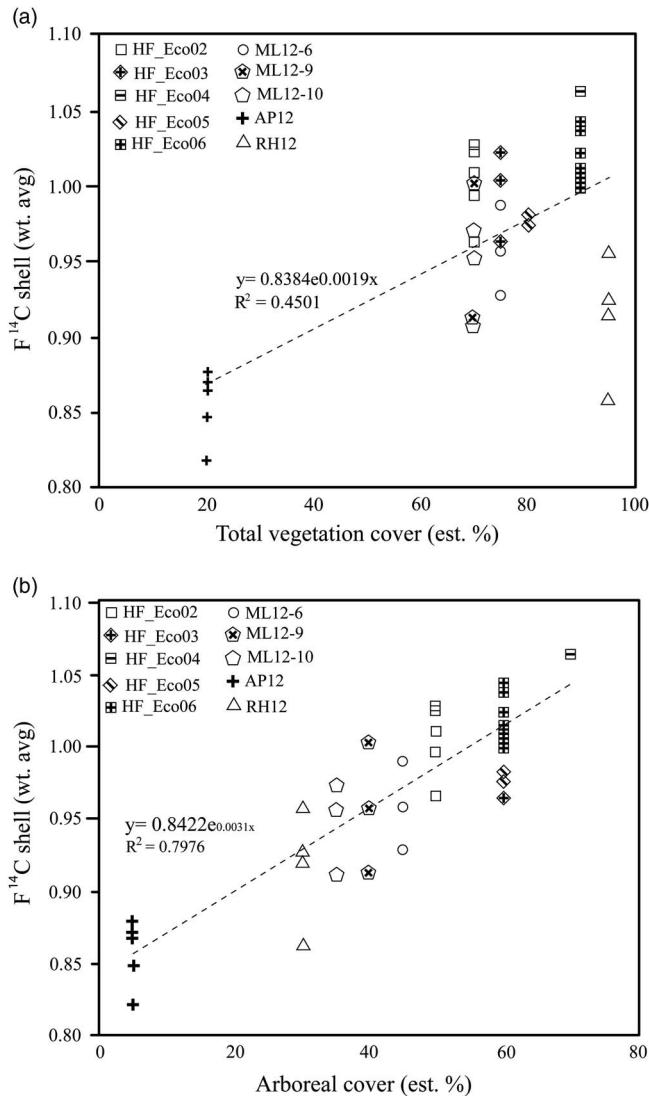 (a)
1.10
HF_Eco02 ML12-6
HF_Eco03 ML12-9
HF_Eco04 ML12-10
HF_Eco05 AP12
HF_Eco06 RH12
1.05
1.00
0.95
0.90
0.85
0.80
F 14C shell (wt. avg)
y= 0.8384e0.0019x
R2 = 0.4501
0 20 40 60 80 100
Total vegetation cover (est. %)
(b)
1.10
HF_Eco02 ML12-6
HF_Eco03 ML12-9
HF_Eco04 ML12-10
HF_Eco05 AP12
HF_Eco06 RH12
1.05
1.00
0.95
0.90
0.85
0.80
F 14C shell (wt. avg)
y= 0.8422e0.0031x
R2 = 0.7976
0 20 40 60 80
Arboreal cover (est. %)